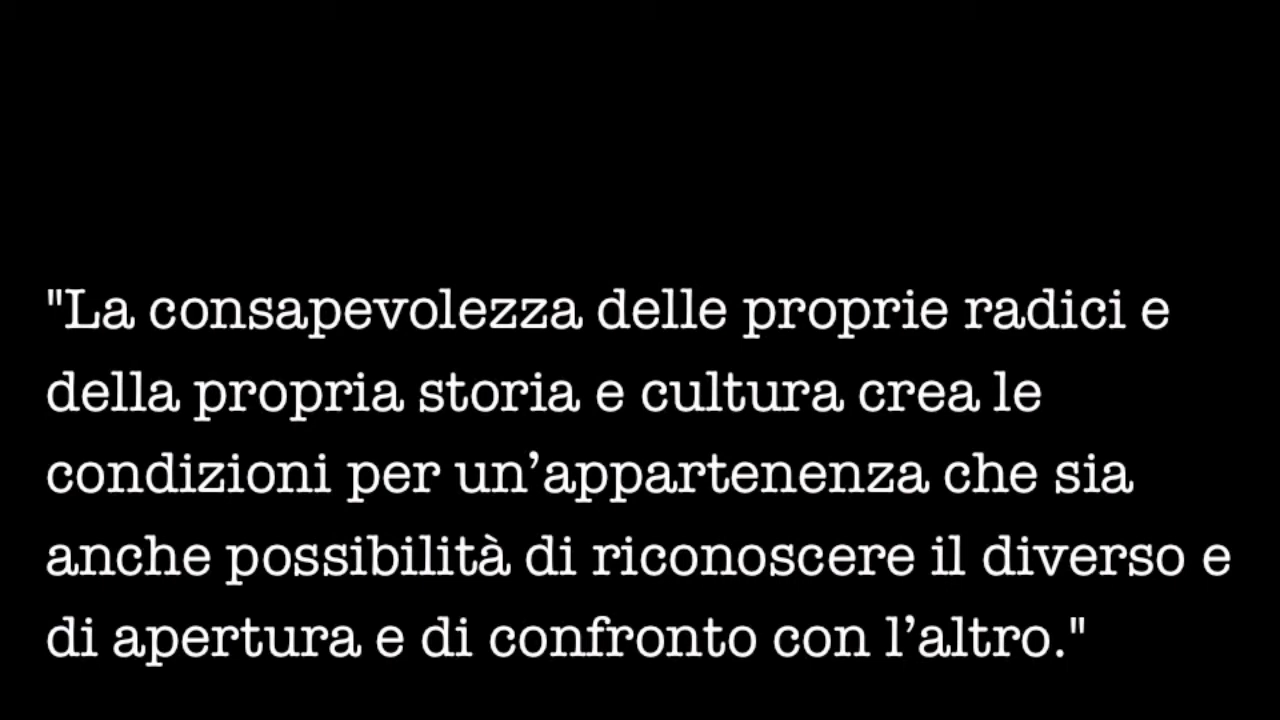 "La consapevolezza delle proprie radici e
della propria storia e cultura crea le
condizioni per un’appartenenza che sia
anche possibilità di riconoscere il diverso e
di apertura e di confronto con l’altro."